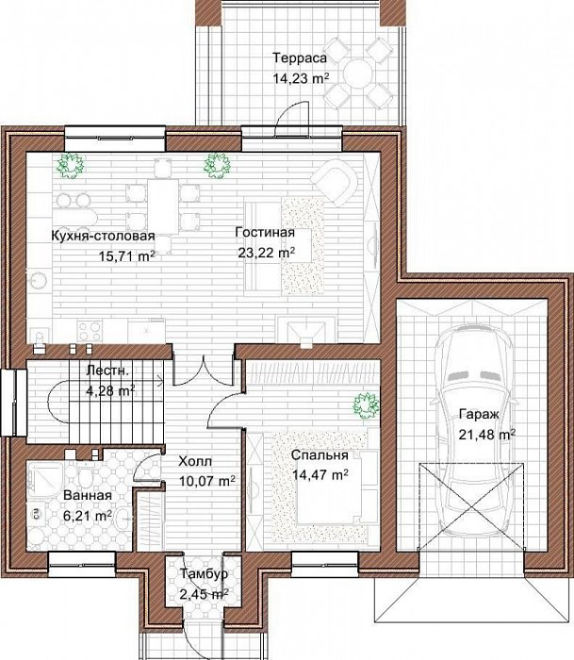 Терраса
14,23 m²
Кухня-столовая
15,71 m²
Гостиная
23,22 m²
Лестн.
4,28 m²
Гараж
21,48 m²
Холл
10,07 m²
Спальня
14,47 m²
Ванная
6,21 m²
СМ
Тамбур
2,45 m²